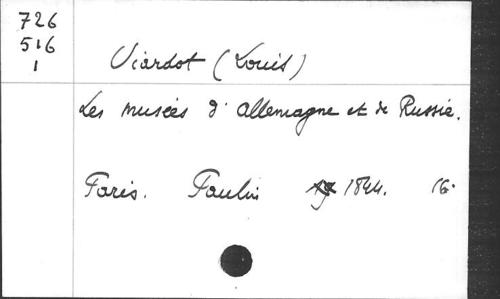 726
516
1
Viardot (Louis)
Les musées d'allemagne et de Russie.
Paris. Paulin 1844. 16.